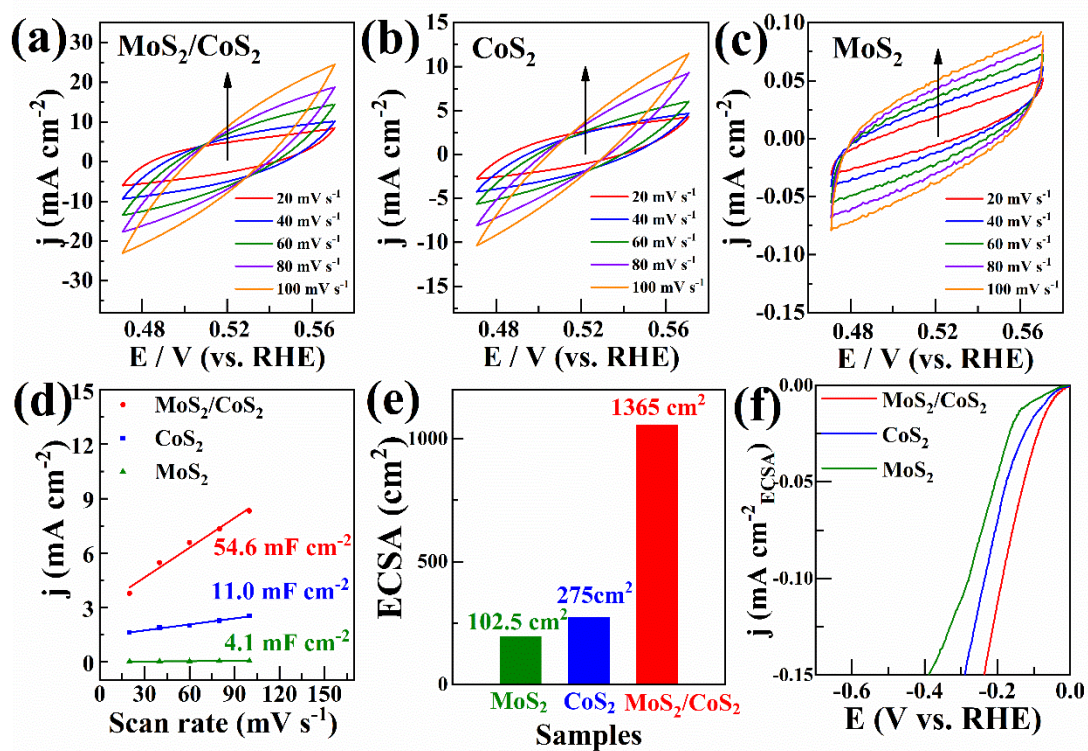 (a)
MoS₂/CoS₂
j (mA cm⁻²)
30
20
10
0
-10
-20
-30
20 mV s⁻¹
40 mV s⁻¹
60 mV s⁻¹
80 mV s⁻¹
100 mV s⁻¹
0.48 0.52 0.56
E / V (vs. RHE)
(b)
CoS₂
j (mA cm⁻²)
15
10
5
0
-5
-10
-15
20 mV s⁻¹
40 mV s⁻¹
60 mV s⁻¹
80 mV s⁻¹
100 mV s⁻¹
0.48 0.52 0.56
E / V (vs. RHE)
(c)
MoS₂
j (mA cm⁻²)
0.10
0.05
0.00
-0.05
-0.10
-0.15
20 mV s⁻¹
40 mV s⁻¹
60 mV s⁻¹
80 mV s⁻¹
100 mV s⁻¹
0.48 0.52 0.56
E / V (vs. RHE)
(d)
MoS₂/CoS₂
CoS₂
MoS₂
j (mA cm⁻²)
15
12
9
6
3
0
54.6 mF cm⁻²
11.0 mF cm⁻²
4.1 mF cm⁻²
0 40 80 120 160
Scan rate (mV s⁻¹)
(e)
ECSA (cm²)
1000
500
0
102.5 cm²
275cm²
1365 cm²
MoS₂ CoS₂ MoS₂/CoS₂
Samples
(f)
MoS₂/CoS₂
CoS₂
MoS₂
j (mA cm⁻²ECSA)
0.00
-0.05
-0.10
-0.15
-0.6 -0.4 -0.2 0.0
E (V vs. RHE)